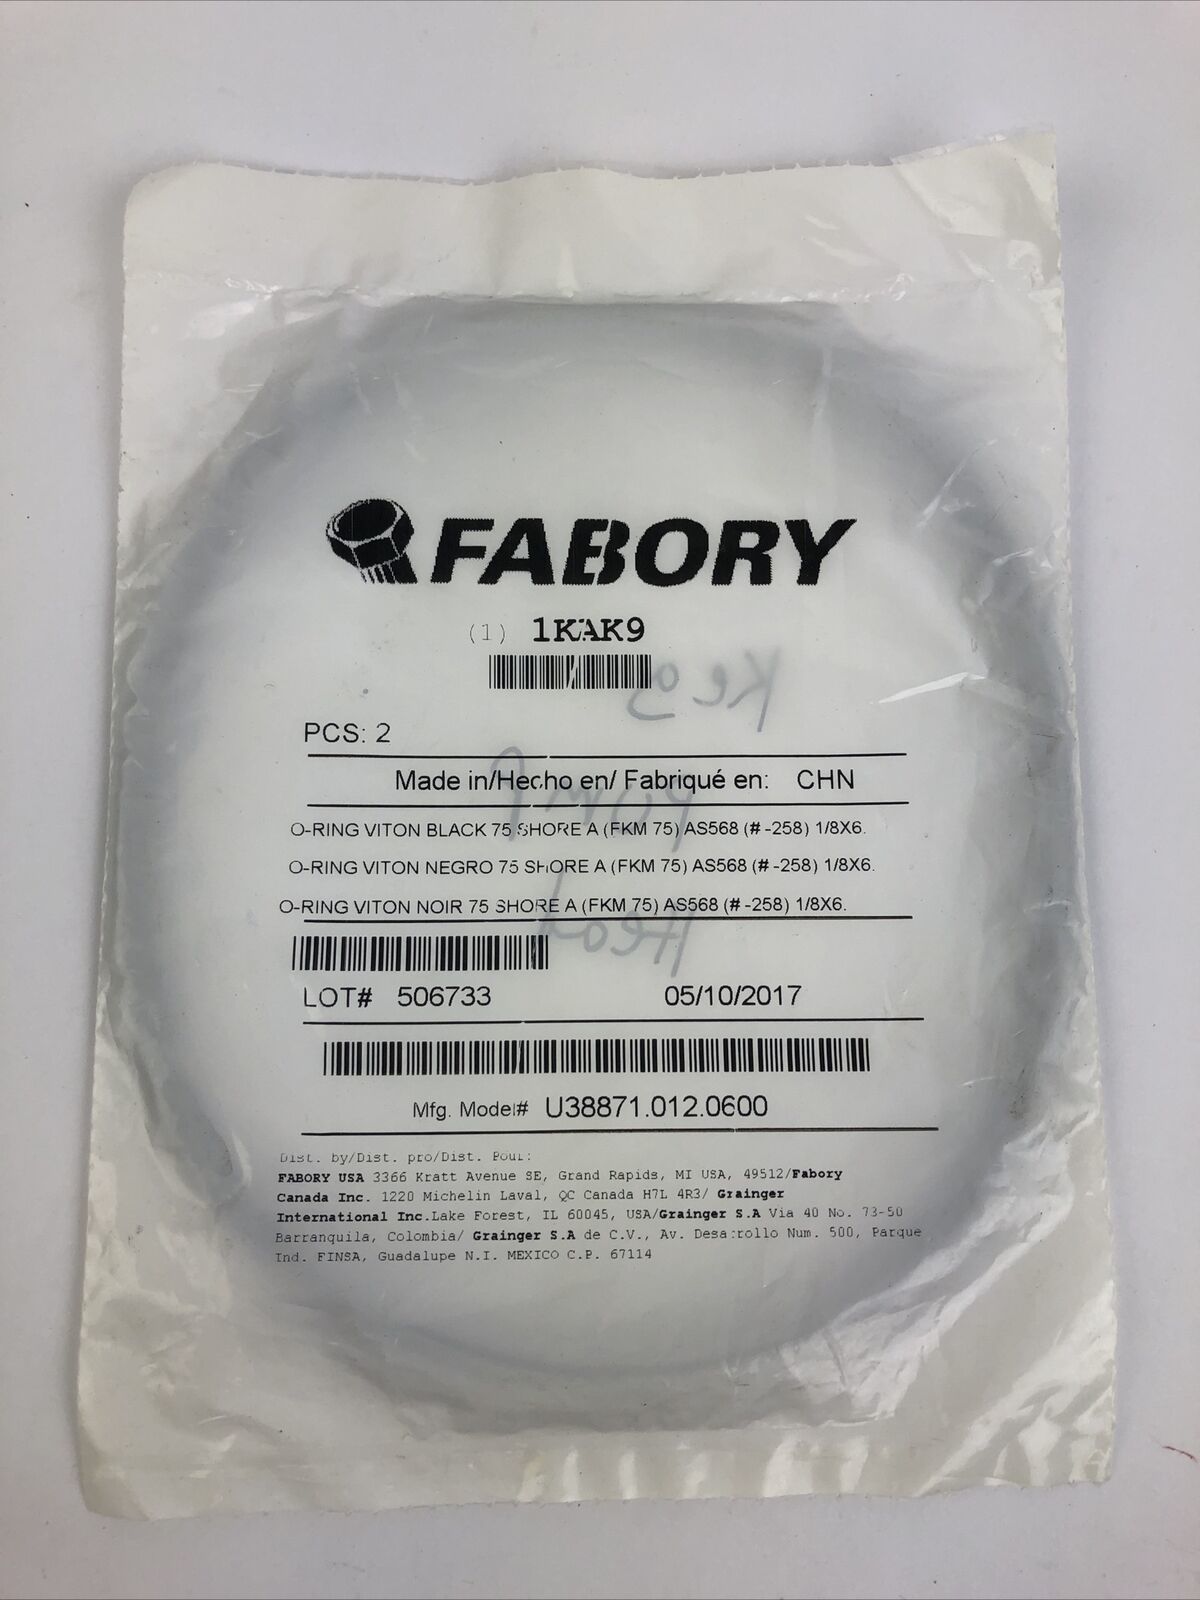 FABORY
(1) 1KAK9
Keg
PCS: 2
Pump
Made in/Hecho en/ Fabriqué en: CHN
O-RING VITON BLACK 75 SHORE A (FKM 75) AS568 (# -258) 1/8X6.
O-RING VITON NEGRO 75 SHORE A (FKM 75) AS568 (# -258) 1/8X6.
O-RING VITON NOIR 75 SHORE A (FKM 75) AS568 (# -258) 1/8X6.
Head
LOT# 506733 05/10/2017
Mfg. Model# U38871.012.0600
Dist. by/Dist. pro/Dist. Pour:
FABORY USA 3366 Kratt Avenue SE, Grand Rapids, MI USA, 49512/Fabory
Canada Inc. 1220 Michelin Laval, QC Canada H7L 4R3/ Grainger
International Inc.Lake Forest, IL 60045, USA/Grainger S.A Via 40 No. 73-50
Barranquila, Colombia/ Grainger S.A de C.V., Av. Desarrollo Num. 500, Parque
Ind. FINSA, Guadalupe N.I. MEXICO C.P. 67114